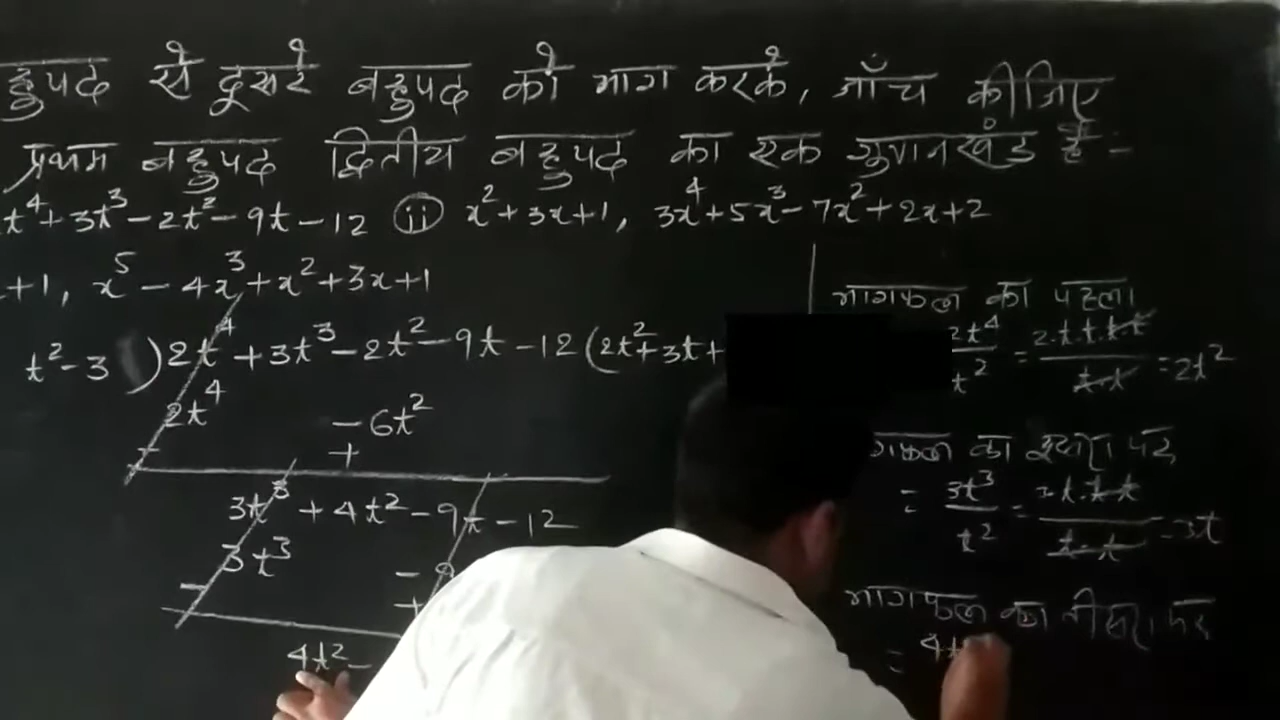 हुपद से दूसरे बहुपद को भाग करके, जाँच कीजिए
प्रथम बहुपद द्वितीय बहुपद का एक गुणनखंड है -
t⁴+3t³-2t²-9t-12 (ii) x²+3x+1, 3x⁴+5x³-7x²+2x+2
+1, x⁵-4x³+x²+3x+1
t²-3 ) 2t⁴+3t³-2t²-9t-12 ( 2t²+3t+
2t⁴ -6t²
- +
3t³+4t²-9t-12
3t³ -9
- +
4t²-
भागफल का पहला
2t⁴/t² = 2·t·t·t·t/t·t = 2t²
गफल का दूसरा पद
= 3t³/t² = 3·t·t·t/t·t = 3t
भागफल का तीसरा पद
= 4t